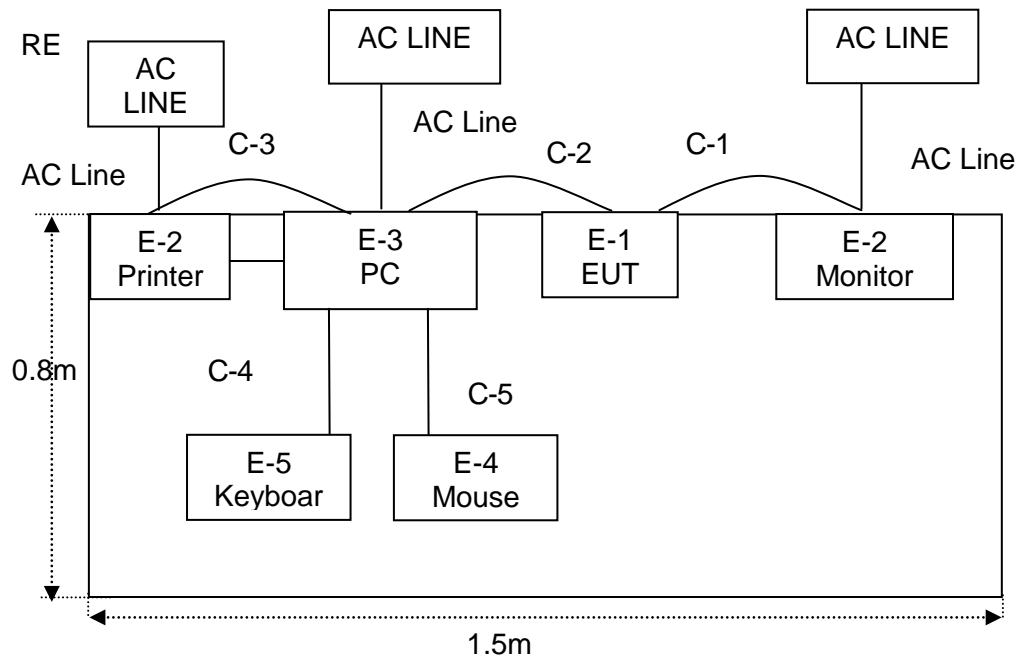 RE
AC
LINE
AC LINE
AC LINE
AC Line
C-3
AC Line
C-2
C-1
AC Line
E-2
Printer
E-3
PC
E-1
EUT
E-2
Monitor
0.8m
C-4
C-5
E-5
Keyboar
E-4
Mouse
1.5m